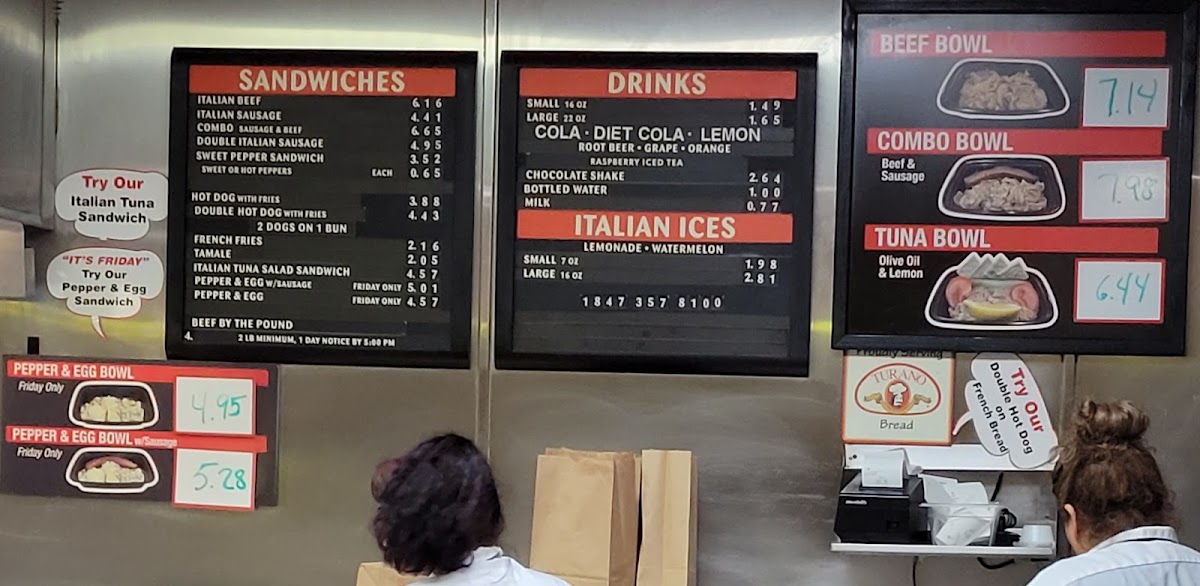 Try Our
Italian Tuna
Sandwich
"IT'S FRIDAY"
Try Our
Pepper & Egg
Sandwich
PEPPER & EGG BOWL
Friday Only
4.95
PEPPER & EGG BOWL w/Sausage
Friday Only
5.28
SANDWICHES
ITALIAN BEEF 6.16
ITALIAN SAUSAGE 4.41
COMBO SAUSAGE & BEEF 6.65
DOUBLE ITALIAN SAUSAGE 4.95
SWEET PEPPER SANDWICH 3.52
SWEET OR HOT PEPPERS EACH 0.65
HOT DOG WITH FRIES 3.88
DOUBLE HOT DOG WITH FRIES 4.43
2 DOGS ON 1 BUN
FRENCH FRIES 2.16
TAMALE 2.05
ITALIAN TUNA SALAD SANDWICH 4.57
PEPPER & EGG W/SAUSAGE FRIDAY ONLY 5.01
PEPPER & EGG FRIDAY ONLY 4.57
BEEF BY THE POUND
4. 2 LB MINIMUM, 1 DAY NOTICE BY 5:00 PM
DRINKS
SMALL 16 OZ 1.49
LARGE 22 OZ 1.65
COLA · DIET COLA · LEMON
ROOT BEER • GRAPE • ORANGE
RASPBERRY ICED TEA
CHOCOLATE SHAKE 2.64
BOTTLED WATER 1.00
MILK 0.77
ITALIAN ICES
LEMONADE • WATERMELON
SMALL 7 OZ 1.98
LARGE 16 OZ 2.81
1847 357 8100
BEEF BOWL
7.14
COMBO BOWL
Beef &
Sausage
7.98
TUNA BOWL
Olive Oil
& Lemon
6.44
Proudly Serving
TURANO
Bread
Try Our
Double Hot Dog
on
French Bread